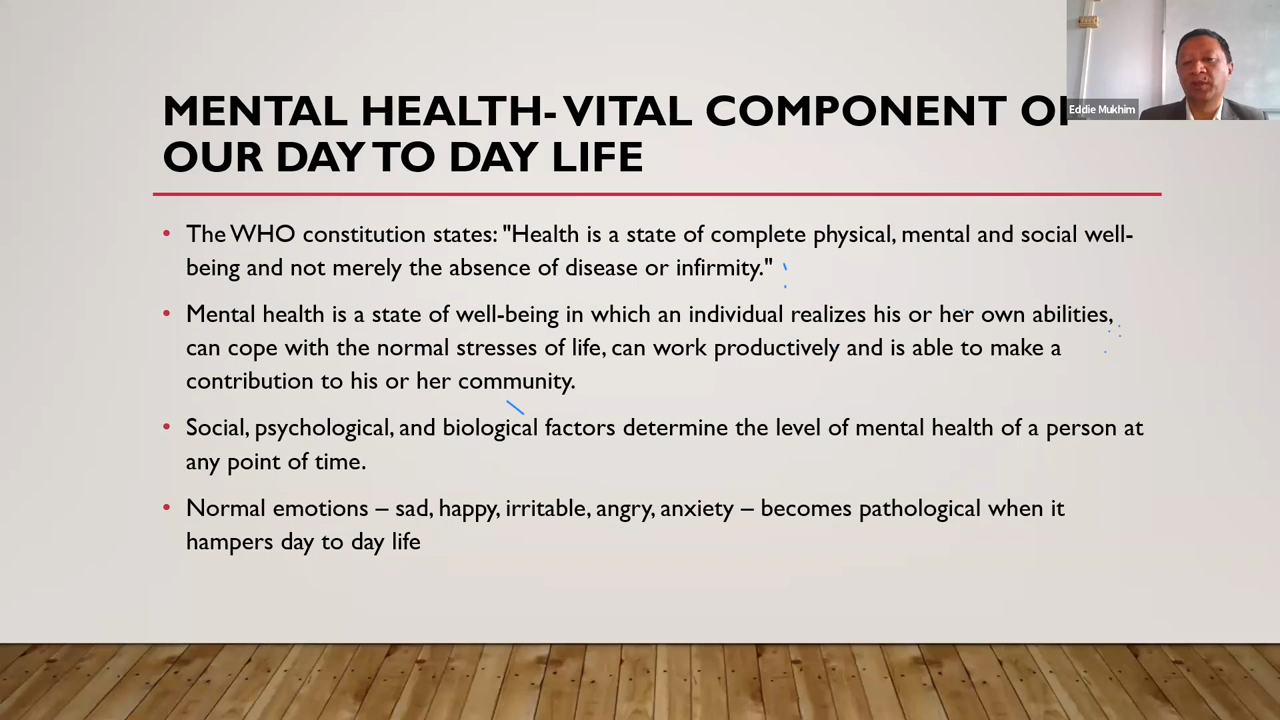 MENTAL HEALTH- VITAL COMPONENT OF
OUR DAY TO DAY LIFE
Eddie Mukhim
• The WHO constitution states: "Health is a state of complete physical, mental and social well-
being and not merely the absence of disease or infirmity."
• Mental health is a state of well-being in which an individual realizes his or her own abilities,
can cope with the normal stresses of life, can work productively and is able to make a
contribution to his or her community.
• Social, psychological, and biological factors determine the level of mental health of a person at
any point of time.
• Normal emotions – sad, happy, irritable, angry, anxiety – becomes pathological when it
hampers day to day life